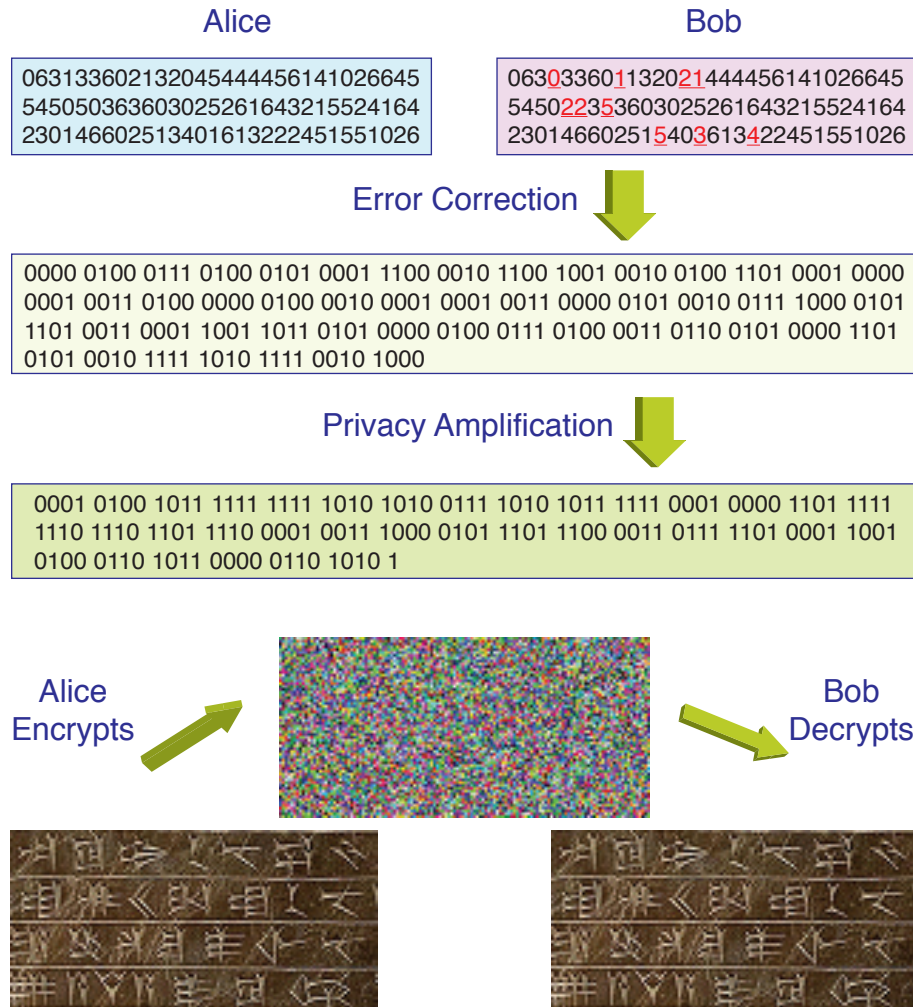 Alice
Bob
063133602132045444456141026645
545050363603025261643215524164
230146602513401613222451551026
063033601132021444456141026645
545022353603025261643215524164
230146602515403613422451551026
Error Correction
0000 0100 0111 0100 0101 0001 1100 0010 1100 1001 0010 0100 1101 0001 0000
0001 0011 0100 0000 0100 0010 0001 0001 0011 0000 0101 0010 0111 1000 0101
1101 0011 0001 1001 1011 0101 0000 0100 0111 0100 0011 0110 0101 0000 1101
0101 0010 1111 1010 1111 0010 1000
Privacy Amplification
0001 0100 1011 1111 1111 1010 1010 0111 1010 1011 1111 0001 0000 1101 1111
1110 1110 1101 1110 0001 0011 1000 0101 1101 1100 0011 0111 1101 0001 1001
0100 0110 1011 0000 0110 1010 1
Alice
Encrypts
Bob
Decrypts